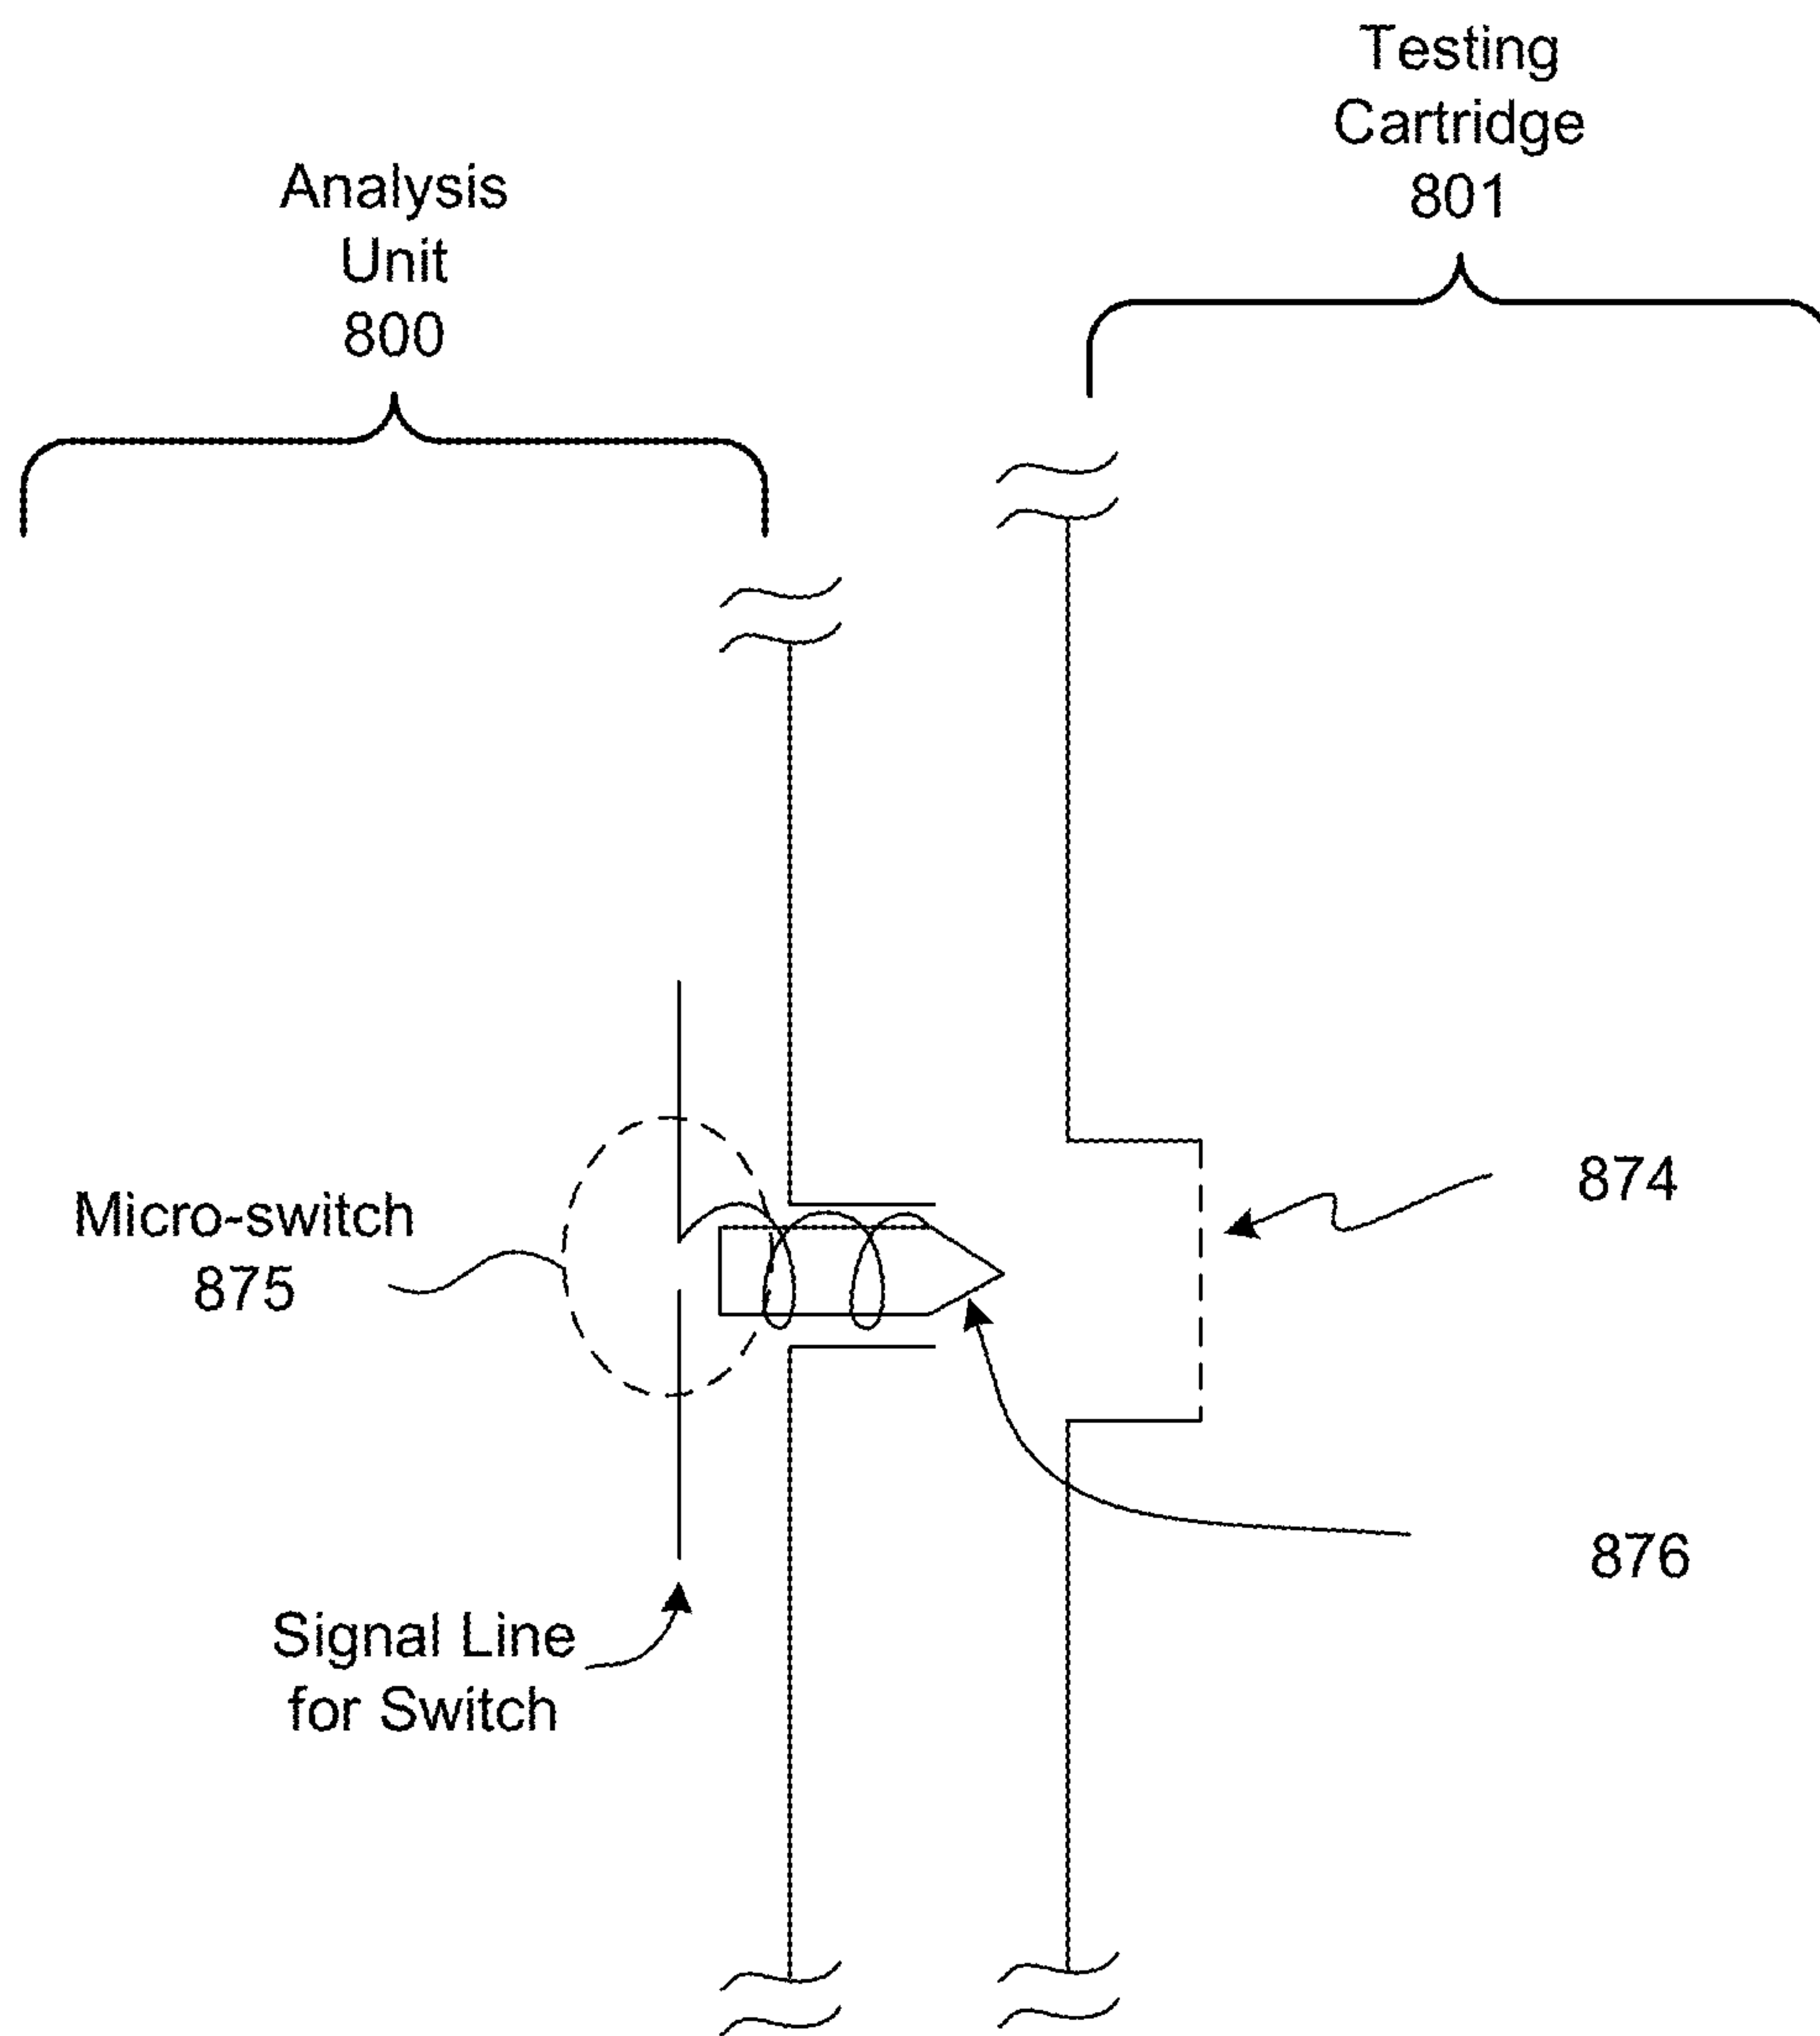 Testing
Cartridge
801
Analysis
Unit
800
Micro-switch
875
874
876
Signal Line
for Switch